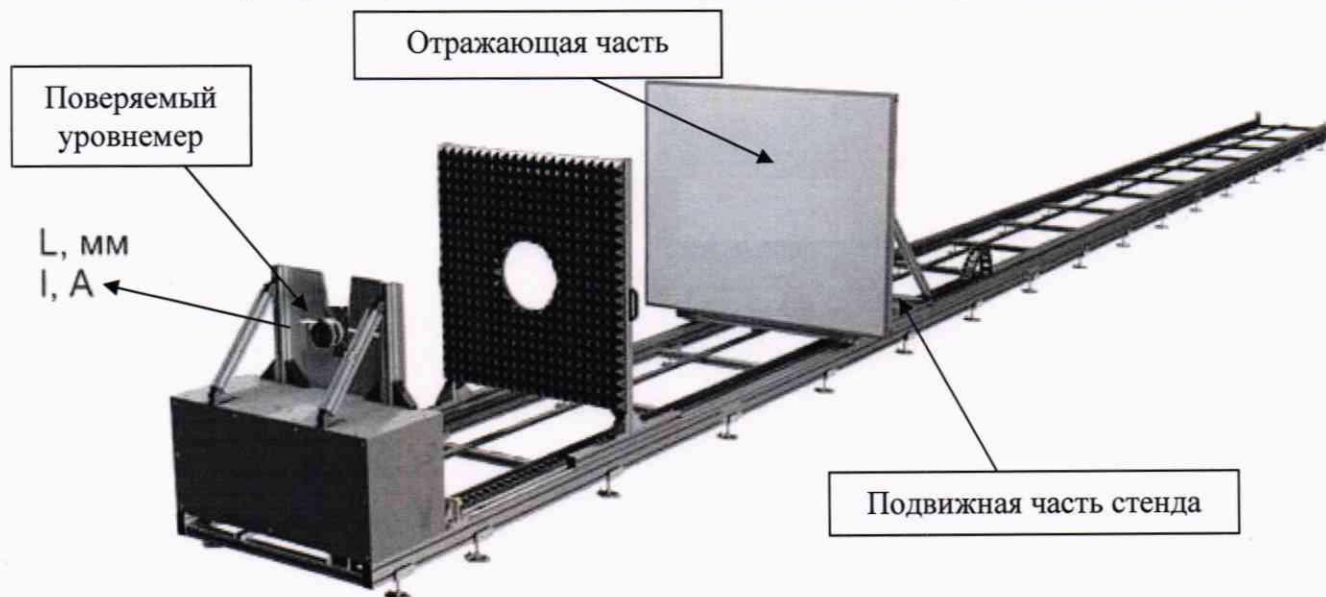 Отражающая часть
Поверяемый
уровнемер
L, мм
I, А
Подвижная часть стенда